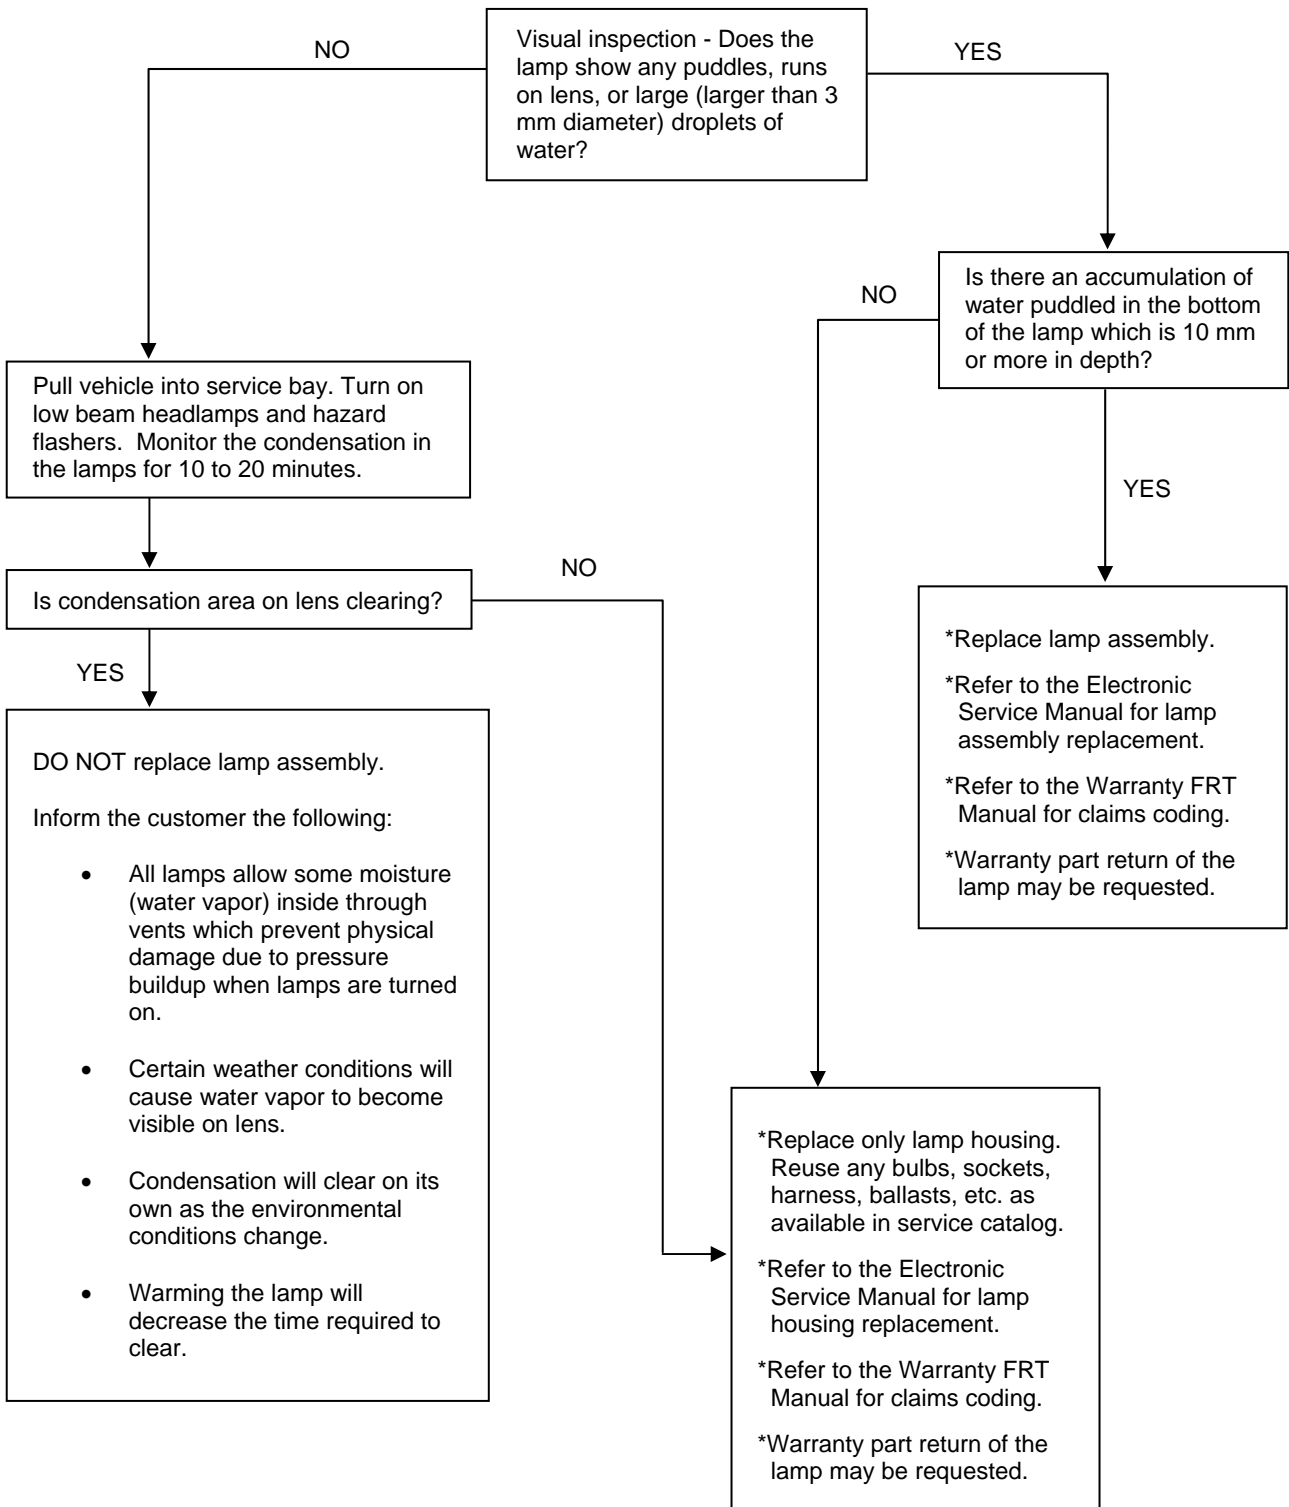 NO
Visual inspection - Does the
lamp show any puddles, runs
on lens, or large (larger than 3
mm diameter) droplets of
water?
YES
Is there an accumulation of
water puddled in the bottom
of the lamp which is 10 mm
or more in depth?
NO
YES
Pull vehicle into service bay. Turn on
low beam headlamps and hazard
flashers.  Monitor the condensation in
the lamps for 10 to 20 minutes.
Is condensation area on lens clearing?
NO
YES
*Replace lamp assembly.
*Refer to the Electronic
Service Manual for lamp
assembly replacement.
*Refer to the Warranty FRT
Manual for claims coding.
*Warranty part return of the
lamp may be requested.
DO NOT replace lamp assembly.
Inform the customer the following:
• All lamps allow some moisture
(water vapor) inside through
vents which prevent physical
damage due to pressure
buildup when lamps are turned
on.
• Certain weather conditions will
cause water vapor to become
visible on lens.
• Condensation will clear on its
own as the environmental
conditions change.
• Warming the lamp will
decrease the time required to
clear.
*Replace only lamp housing.
Reuse any bulbs, sockets,
harness, ballasts, etc. as
available in service catalog.
*Refer to the Electronic
Service Manual for lamp
housing replacement.
*Refer to the Warranty FRT
Manual for claims coding.
*Warranty part return of the
lamp may be requested.